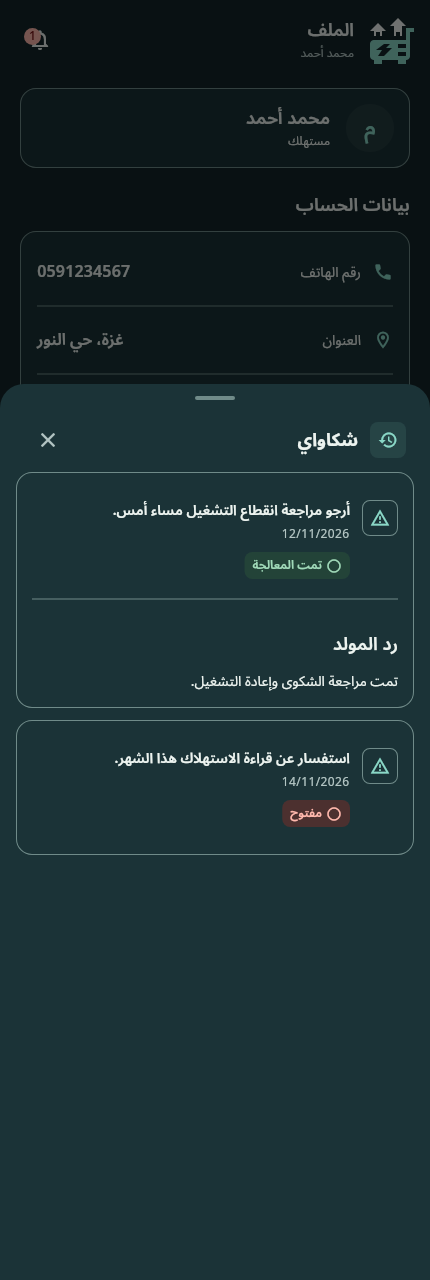 الملف
محمد أحمد
1
م
محمد أحمد
مستهلك
بيانات الحساب
رقم الهاتف
0591234567
العنوان
غزة، حي النور
شكاواي
أرجو مراجعة انقطاع التشغيل مساء أمس.
12/11/2026
تمت المعالجة
رد المولد
تمت مراجعة الشكوى وإعادة التشغيل.
استفسار عن قراءة الاستهلاك هذا الشهر.
14/11/2026
مفتوح